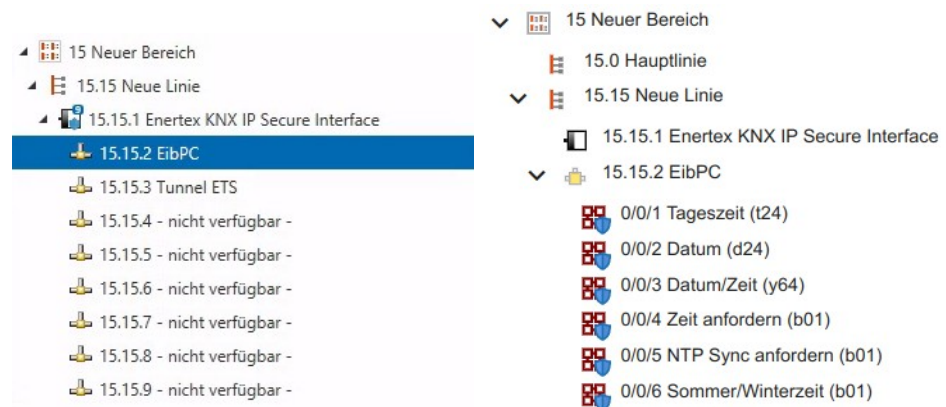 15 Neuer Bereich
15.15 Neue Linie
15.15.1 Enertex KNX IP Secure Interface
15.15.2 EibPC
15.15.3 Tunnel ETS
15.15.4 - nicht verfügbar -
15.15.5 - nicht verfügbar -
15.15.6 - nicht verfügbar -
15.15.7 - nicht verfügbar -
15.15.8 - nicht verfügbar -
15.15.9 - nicht verfügbar -
15 Neuer Bereich
15.0 Hauptlinie
15.15 Neue Linie
15.15.1 Enertex KNX IP Secure Interface
15.15.2 EibPC
0/0/1 Tageszeit (t24)
0/0/2 Datum (d24)
0/0/3 Datum/Zeit (y64)
0/0/4 Zeit anfordern (b01)
0/0/5 NTP Sync anfordern (b01)
0/0/6 Sommer/Winterzeit (b01)